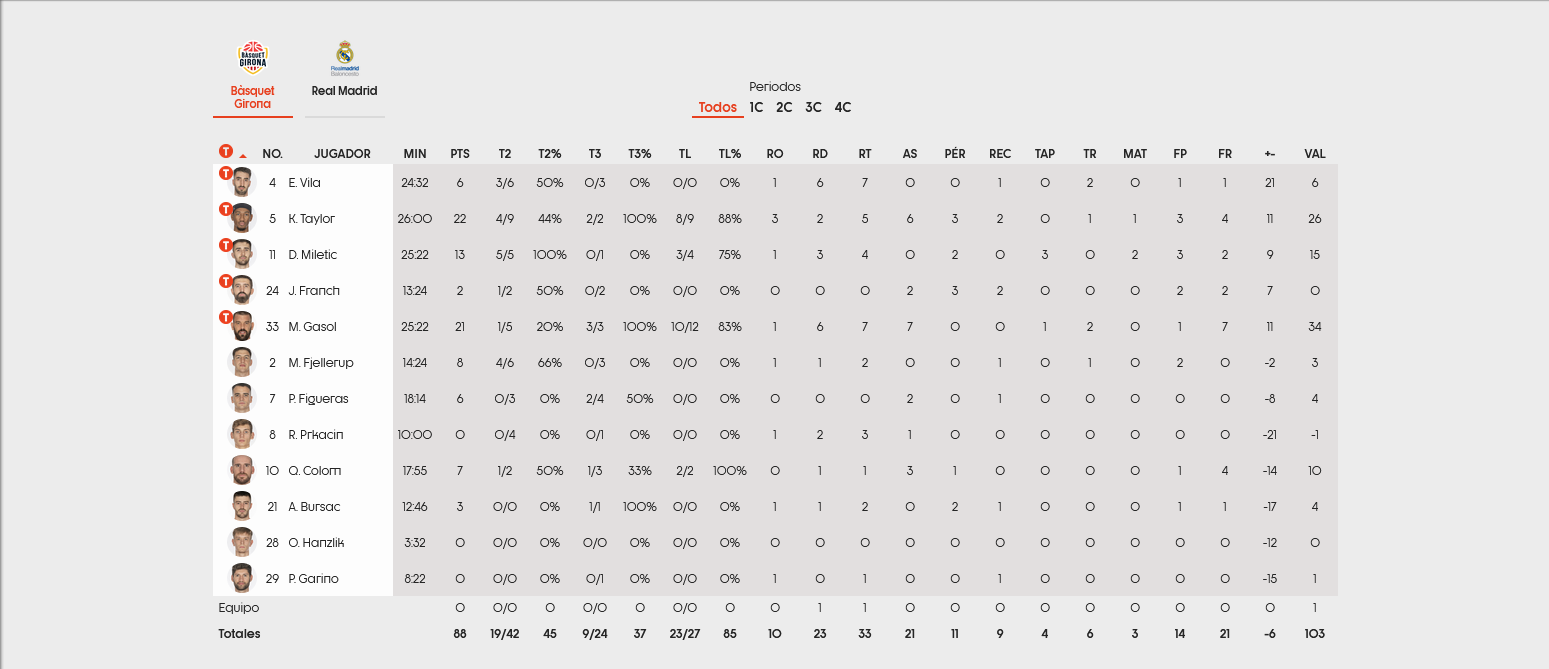 BÀSQUET
GIRONA
Realmadrid
Baloncesto
Bàsquet
Girona
Real Madrid
Periodos
Todos 1C 2C 3C 4C
T NO. JUGADOR MIN PTS T2 T2% T3 T3% TL TL% RO RD RT AS PÉR REC TAP TR MAT FP FR +- VAL
T 4 E. Vila 24:32 6 3/6 50% 0/3 0% 0/0 0% 1 6 7 0 0 1 0 2 0 1 1 21 6
T 5 K. Taylor 26:00 22 4/9 44% 2/2 100% 8/9 88% 3 2 5 6 3 2 0 1 1 3 4 11 26
T 11 D. Miletic 25:22 13 5/5 100% 0/1 0% 3/4 75% 1 3 4 0 2 0 3 0 2 3 2 9 15
T 24 J. Franch 13:24 2 1/2 50% 0/2 0% 0/0 0% 0 0 0 2 3 2 0 0 0 2 2 7 0
T 33 M. Gasol 25:22 21 1/5 20% 3/3 100% 10/12 83% 1 6 7 7 0 0 1 2 0 1 7 11 34
2 M. Fjellerup 14:24 8 4/6 66% 0/3 0% 0/0 0% 1 1 2 0 0 1 0 1 0 2 0 -2 3
7 P. Figueras 18:14 6 0/3 0% 2/4 50% 0/0 0% 0 0 0 2 0 1 0 0 0 0 0 -8 4
8 R. Prkacin 10:00 0 0/4 0% 0/1 0% 0/0 0% 1 2 3 1 0 0 0 0 0 0 0 -21 -1
10 Q. Colom 17:55 7 1/2 50% 1/3 33% 2/2 100% 0 1 1 3 1 0 0 0 0 1 4 -14 10
21 A. Bursac 12:46 3 0/0 0% 1/1 100% 0/0 0% 1 1 2 0 2 1 0 0 0 1 1 -17 4
28 O. Hanzlik 3:32 0 0/0 0% 0/0 0% 0/0 0% 0 0 0 0 0 0 0 0 0 0 0 -12 0
29 P. Garino 8:22 0 0/0 0% 0/1 0% 0/0 0% 1 0 1 0 0 1 0 0 0 0 0 -15 1
Equipo 0 0/0 0 0/0 0 0/0 0 0 1 1 0 0 0 0 0 0 0 0 0 1
Totales 88 19/42 45 9/24 37 23/27 85 10 23 33 21 11 9 4 6 3 14 21 -6 103